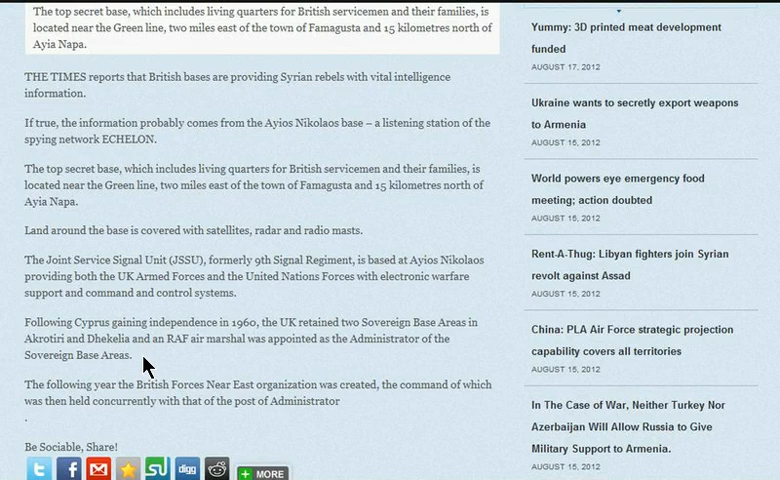 The top secret base, which includes living quarters for British servicemen and their families, is
located near the Green line, two miles east of the town of Famagusta and 15 kilometres north of
Ayia Napa.
THE TIMES reports that British bases are providing Syrian rebels with vital intelligence
information.
If true, the information probably comes from the Ayios Nikolaos base – a listening station of the
spying network ECHELON.
The top secret base, which includes living quarters for British servicemen and their families, is
located near the Green line, two miles east of the town of Famagusta and 15 kilometres north of
Ayia Napa.
Land around the base is covered with satellites, radar and radio masts.
The Joint Service Signal Unit (JSSU), formerly 9th Signal Regiment, is based at Ayios Nikolaos
providing both the UK Armed Forces and the United Nations Forces with electronic warfare
support and command and control systems.
Following Cyprus gaining independence in 1960, the UK retained two Sovereign Base Areas in
Akrotiri and Dhekelia and an RAF air marshal was appointed as the Administrator of the
Sovereign Base Areas.
The following year the British Forces Near East organization was created, the command of which
was then held concurrently with that of the post of Administrator
.
Be Sociable, Share!
digg
+ MORE
Yummy: 3D printed meat development
funded
AUGUST 17, 2012
Ukraine wants to secretly export weapons
to Armenia
AUGUST 16, 2012
World powers eye emergency food
meeting; action doubted
AUGUST 16, 2012
Rent-A-Thug: Libyan fighters join Syrian
revolt against Assad
AUGUST 15, 2012
China: PLA Air Force strategic projection
capability covers all territories
AUGUST 15, 2012
In The Case of War, Neither Turkey Nor
Azerbaijan Will Allow Russia to Give
Military Support to Armenia.
AUGUST 15, 2012